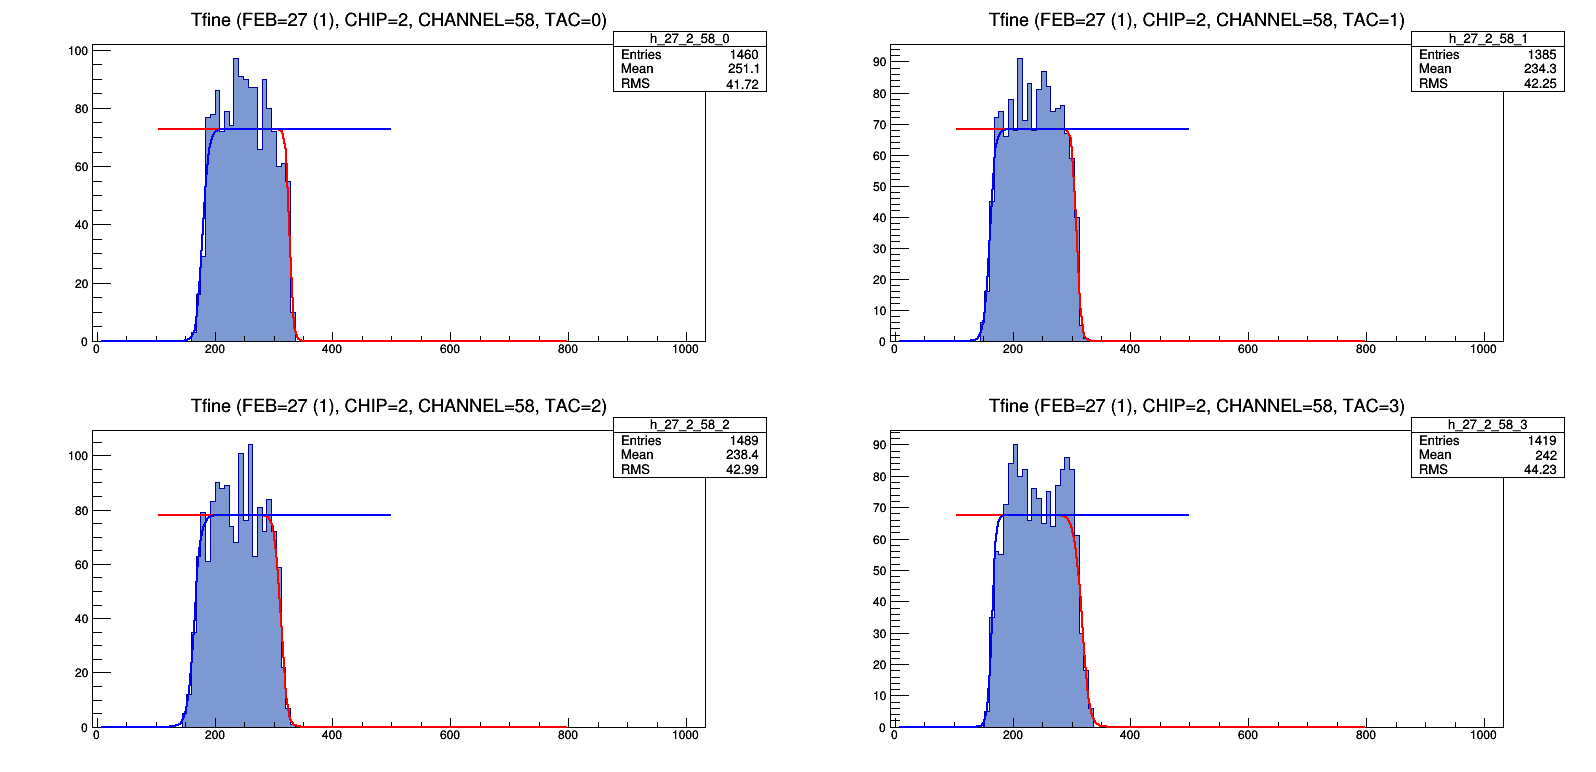 Tfine (FEB=27 (1), CHIP=2, CHANNEL=58, TAC=0)
h_27_2_58_0
Entries 1460
Mean 251.1
RMS 41.72
100
80
60
40
20
0
0 200 400 600 800 1000
Tfine (FEB=27 (1), CHIP=2, CHANNEL=58, TAC=1)
h_27_2_58_1
Entries 1385
Mean 234.3
RMS 42.25
90
80
70
60
50
40
30
20
10
0
0 200 400 600 800 1000
Tfine (FEB=27 (1), CHIP=2, CHANNEL=58, TAC=2)
h_27_2_58_2
Entries 1489
Mean 238.4
RMS 42.99
100
80
60
40
20
0
0 200 400 600 800 1000
Tfine (FEB=27 (1), CHIP=2, CHANNEL=58, TAC=3)
h_27_2_58_3
Entries 1419
Mean 242
RMS 44.23
90
80
70
60
50
40
30
20
10
0
0 200 400 600 800 1000